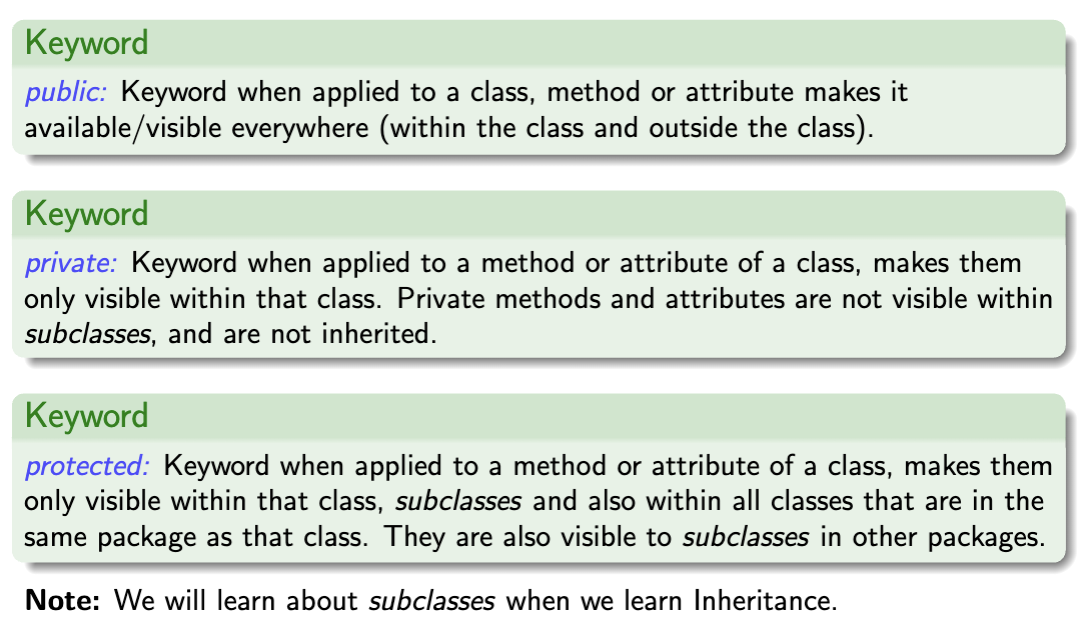 Keyword
public: Keyword when applied to a class, method or attribute makes it
available/visible everywhere (within the class and outside the class).
Keyword
private: Keyword when applied to a method or attribute of a class, makes them
only visible within that class. Private methods and attributes are not visible within
subclasses, and are not inherited.
Keyword
protected: Keyword when applied to a method or attribute of a class, makes them
only visible within that class, subclasses and also within all classes that are in the
same package as that class. They are also visible to subclasses in other packages.
Note: We will learn about subclasses when we learn Inheritance.